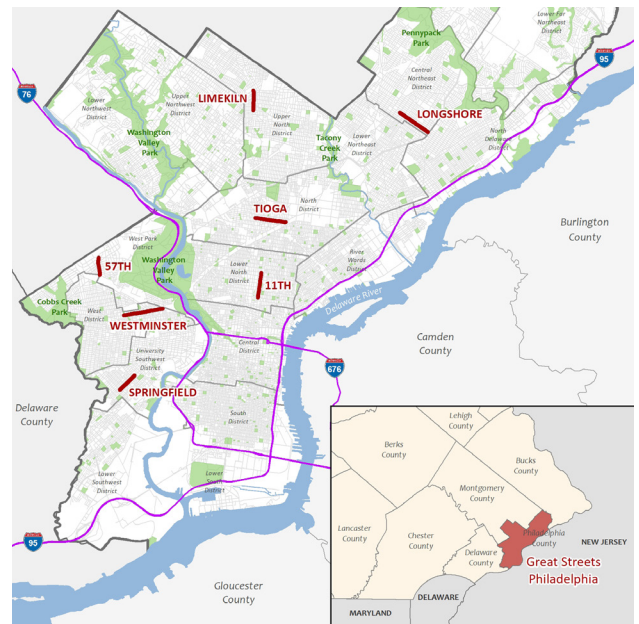 Pennypack
Park
Lower Far
Northeast
District
95
76
LIMEKILN
Lower
Northwest
District
Upper
Northwest
District
Upper
North
District
Central
Northeast
District
LONGSHORE
Washington
Valley
Park
Tacony
Creek
Park
Lower
Northeast
District
North
Delaware
District
TIOGA
North
District
Burlington
County
West Park
District
57TH
Washington
Valley
Park
Lower
North
District
11TH
River
Wards
District
Delaware River
Cobbs Creek
Park
West
District
WESTMINSTER
Central
District
Camden
County
University
Southwest
District
676
SPRINGFIELD
Delaware
County
South
District
Lower
Southwest
District
Lower
South
District
95
Gloucester
County
Lehigh
County
Berks
County
Bucks
County
Montgomery
County
Lancaster
County
Chester
County
Delaware
County
Philadelphia
County
NEW JERSEY
Great Streets
Philadelphia
DELAWARE
MARYLAND